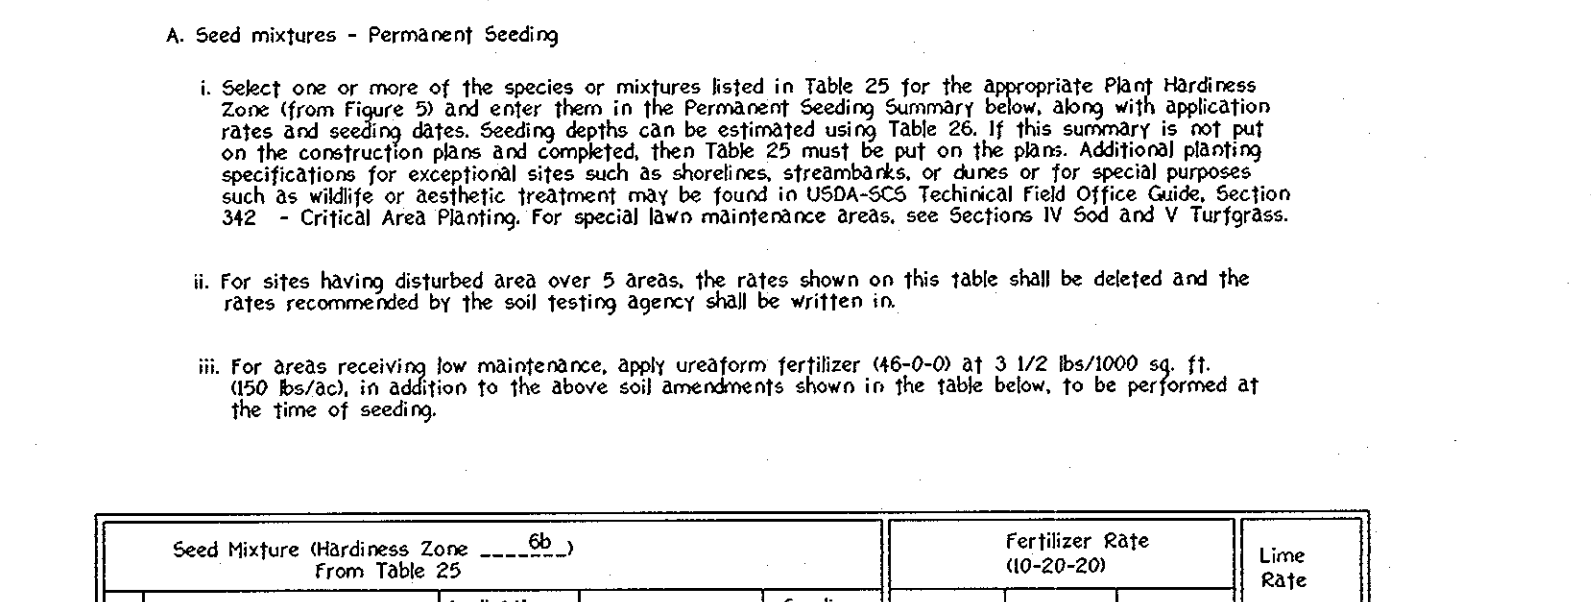 A. Seed mixtures - Permanent Seeding
i. Select one or more of the species or mixtures listed in Table 25 for the appropriate Plant Hardiness
Zone (from Figure 5) and enter them in the Permanent Seeding Summary below, along with application
rates and seeding dates. Seeding depths can be estimated using Table 26. If this summary is not put
on the construction plans and completed, then Table 25 must be put on the plans. Additional planting
specifications for exceptional sites such as shorelines, streambanks, or dunes or for special purposes
such as wildlife or aesthetic treatment may be found in USDA-SCS Techinical Field Office Guide, Section
342 - Critical Area Planting. For special lawn maintenance areas, see Sections IV Sod and V Turfgrass.
ii. For sites having disturbed area over 5 areas, the rates shown on this table shall be deleted and the
rates recommended by the soil testing agency shall be written in.
iii. For areas receiving low maintenance, apply ureaform fertilizer (46-0-0) at 3 1/2 lbs/1000 sq. ft.
(150 lbs/ac), in addition to the above soil amendments shown in the table below, to be performed at
the time of seeding.
Seed Mixture (Hardiness Zone ____6b_)
From Table 25
Fertilizer Rate
(10-20-20)
Lime
Rate